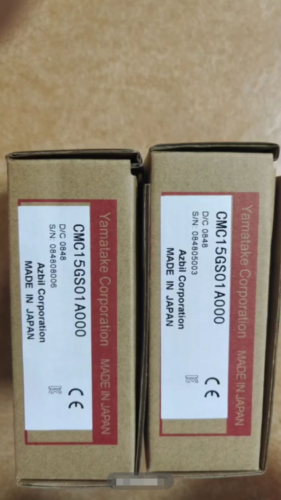 Yamatake Corporation MADE IN JAPAN
CMC15GS01A000
D/C 0848
S/N 084808006
Azbil Corporation
MADE IN JAPAN
CE
Yamatake Corporation MADE IN JAPAN
CMC15GS01A000
D/C 0848
S/N 084805003
Azbil Corporation
MADE IN JAPAN
CE